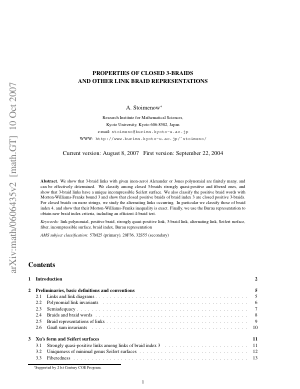 PROPERTIES OF CLOSED 3-BRAIDS
AND OTHER LINK BRAID REPRESENTATIONS
A. Stoimenow*
Research Institute for Mathematical Sciences,
Kyoto University, Kyoto 606-8502, Japan
e-mail: stoimeno@kurims.kyoto-u.ac.jp
WWW: http://www.kurims.kyoto-u.ac.jp/~stoimeno/
Current version: August 8, 2007 First version: September 22, 2004
Abstract. We show that 3-braid links with given (non-zero) Alexander or Jones polynomial are finitely many, and
can be effectively determined. We classify among closed 3-braids strongly quasi-positive and fibered ones, and
show that 3-braid links have a unique incompressible Seifert surface. We also classify the positive braid words with
Morton-Williams-Franks bound 3 and show that closed positive braids of braid index 3 are closed positive 3-braids.
For closed braids on more strings, we study the alternating links occurring. In particular we classify those of braid
index 4, and show that their Morton-Williams-Franks inequality is exact. Finally, we use the Burau representation to
obtain new braid index criteria, including an efficient 4-braid test.
Keywords: link polynomial, positive braid, strongly quasi-positive link, 3-braid link, alternating link, Seifert surface,
fiber, incompressible surface, braid index, Burau representation
AMS subject classification: 57M25 (primary), 20F36, 32S55 (secondary)
Contents
1 Introduction 2
2 Preliminaries, basic definitions and conventions 5
2.1 Links and link diagrams 5
2.2 Polynomial link invariants 6
2.3 Semiadequacy 7
2.4 Braids and braid words 8
2.5 Braid representations of links 9
2.6 Gauß sum invariants 10
3 Xu's form and Seifert surfaces 11
3.1 Strongly quasi-positive links among links of braid index 3 11
3.2 Uniqueness of minimal genus Seifert surfaces 12
3.3 Fiberedness 13
*Supported by 21st Century COE Program.
1
arXiv:math/0606435v2 [math.GT] 10 Oct 2007